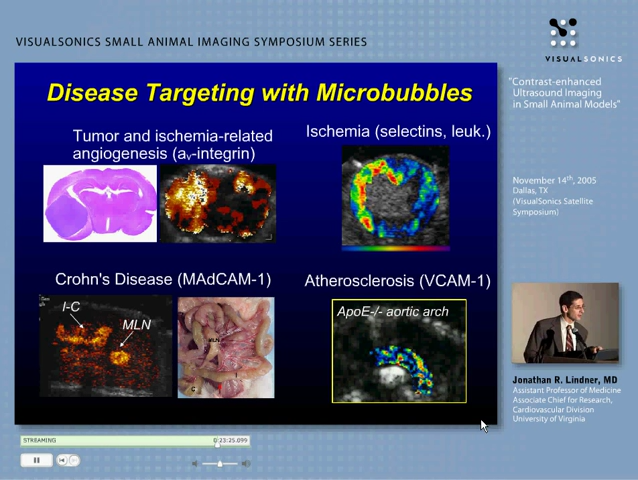 VISUALSONICS SMALL ANIMAL IMAGING SYMPOSIUM SERIES
VISUALSONICS
"Contrast-enhanced
Ultrasound Imaging
in Small Animal Models"
Disease Targeting with Microbubbles
Tumor and ischemia-related
angiogenesis (av-integrin)
Ischemia (selectins, leuk.)
November 14th, 2005
Dallas, TX
(VisualSonics Satellite
Symposium)
Crohn's Disease (MAdCAM-1)
Atherosclerosis (VCAM-1)
I-C
MLN
MLN
C
I
ApoE-/- aortic arch
Jonathan R. Lindner, MD
Assistant Professor of Medicine
Associate Chief for Research,
Cardiovascular Division
University of Virginia
STREAMING
0:23:25.099